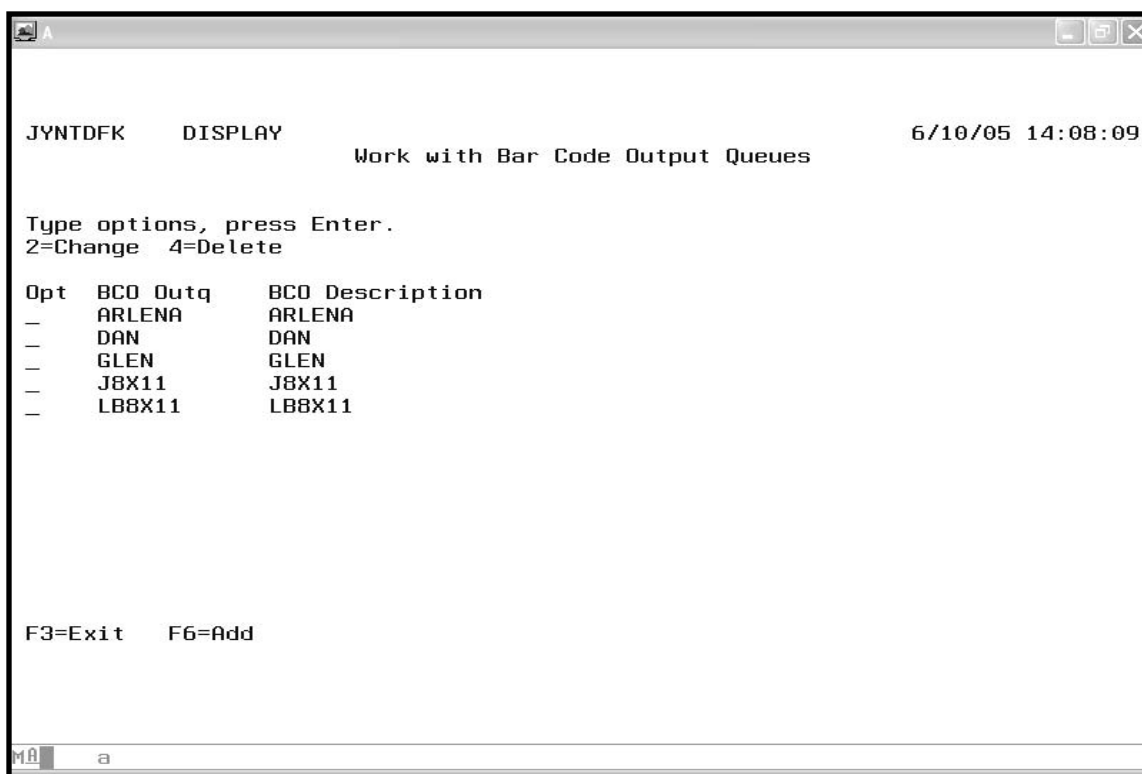 A
JYNTDFK DISPLAY 6/10/05 14:08:09
Work with Bar Code Output Queues
Type options, press Enter.
2=Change 4=Delete
Opt BCO Outq BCO Description
_ ARLENA ARLENA
_ DAN DAN
_ GLEN GLEN
_ J8X11 J8X11
_ LB8X11 LB8X11
F3=Exit F6=Add
MA a